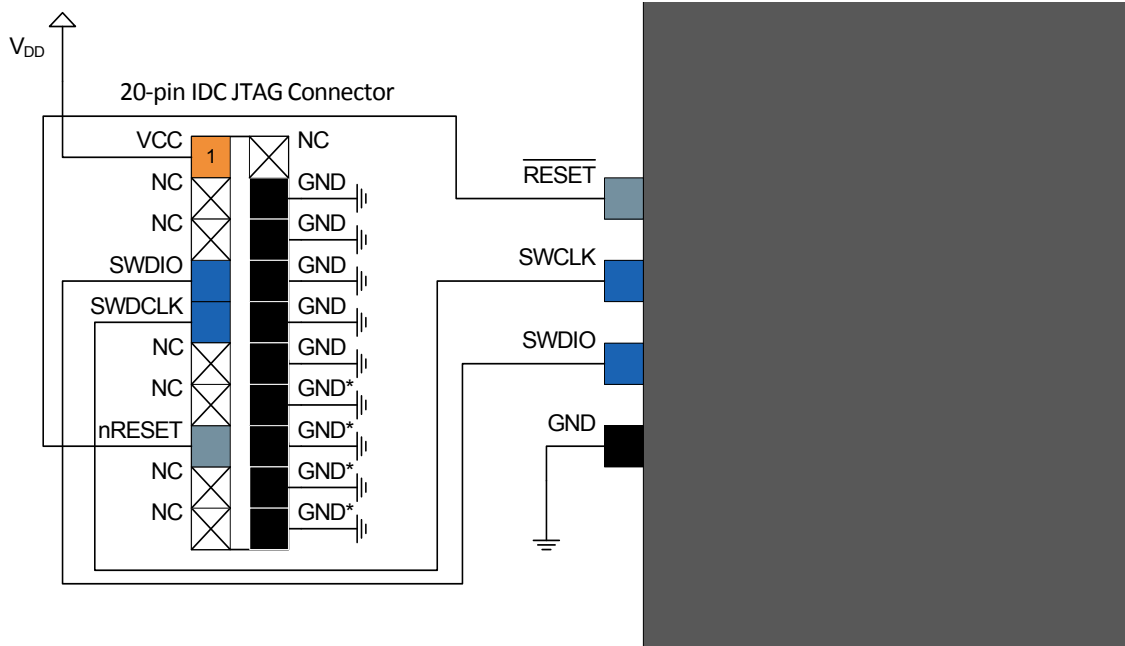 VDD
20-pin IDC JTAG Connector
VCC 1 NC
NC GND
NC GND
SWDIO GND
SWDCLK GND
NC GND
NC GND*
nRESET GND*
NC GND*
NC GND*
RESET
SWCLK
SWDIO
GND